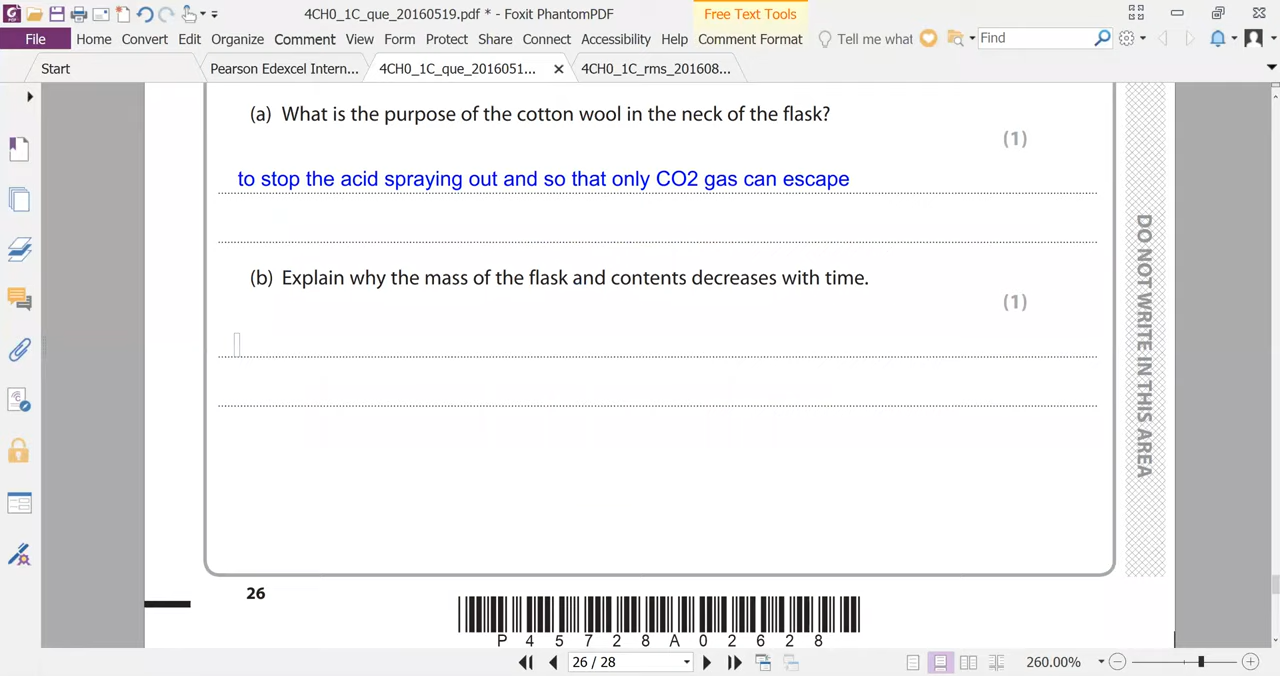 4CH0_1C_que_20160519.pdf * - Foxit PhantomPDF
Free Text Tools
File Home Convert Edit Organize Comment View Form Protect Share Connect Accessibility Help Comment Format Tell me what Find
Start Pearson Edexcel Intern... 4CH0_1C_que_2016051... 4CH0_1C_rms_201608...
(a) What is the purpose of the cotton wool in the neck of the flask?
(1)
to stop the acid spraying out and so that only CO2 gas can escape
(b) Explain why the mass of the flask and contents decreases with time.
(1)
DO NOT WRITE IN THIS AREA
26
P 4 5 7 2 8 A 0 2 6 2 8
26 / 28
260.00%